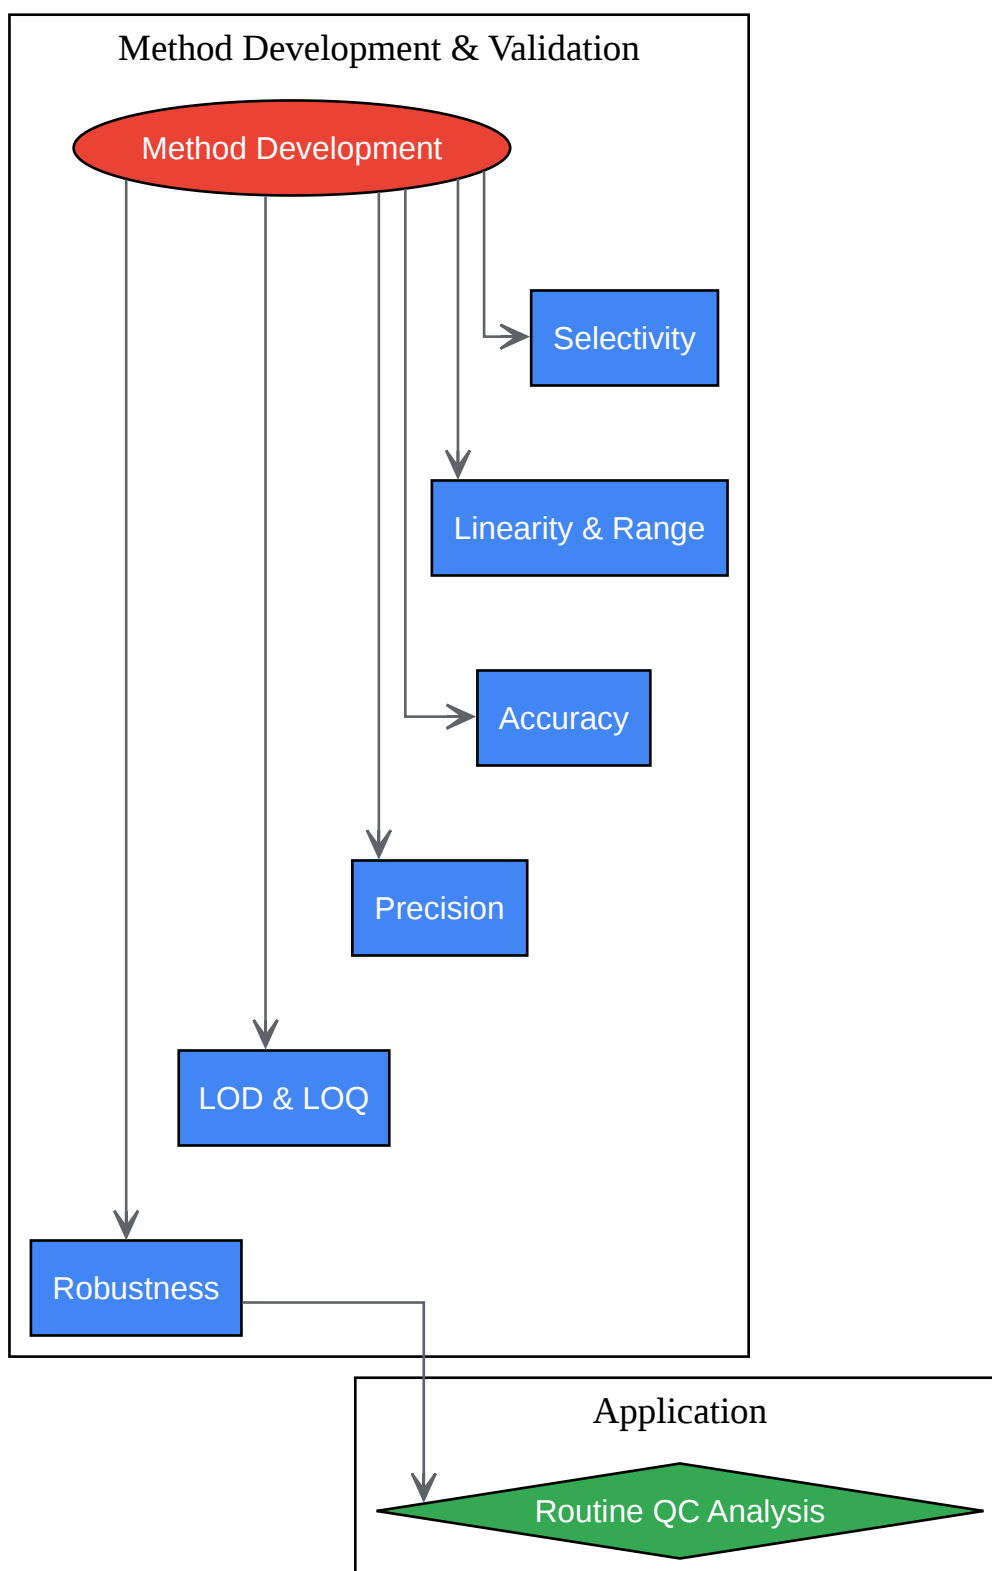 Method Development & Validation
Method Development
Selectivity
Linearity & Range
Accuracy
Precision
LOD & LOQ
Robustness
Application
Routine QC Analysis